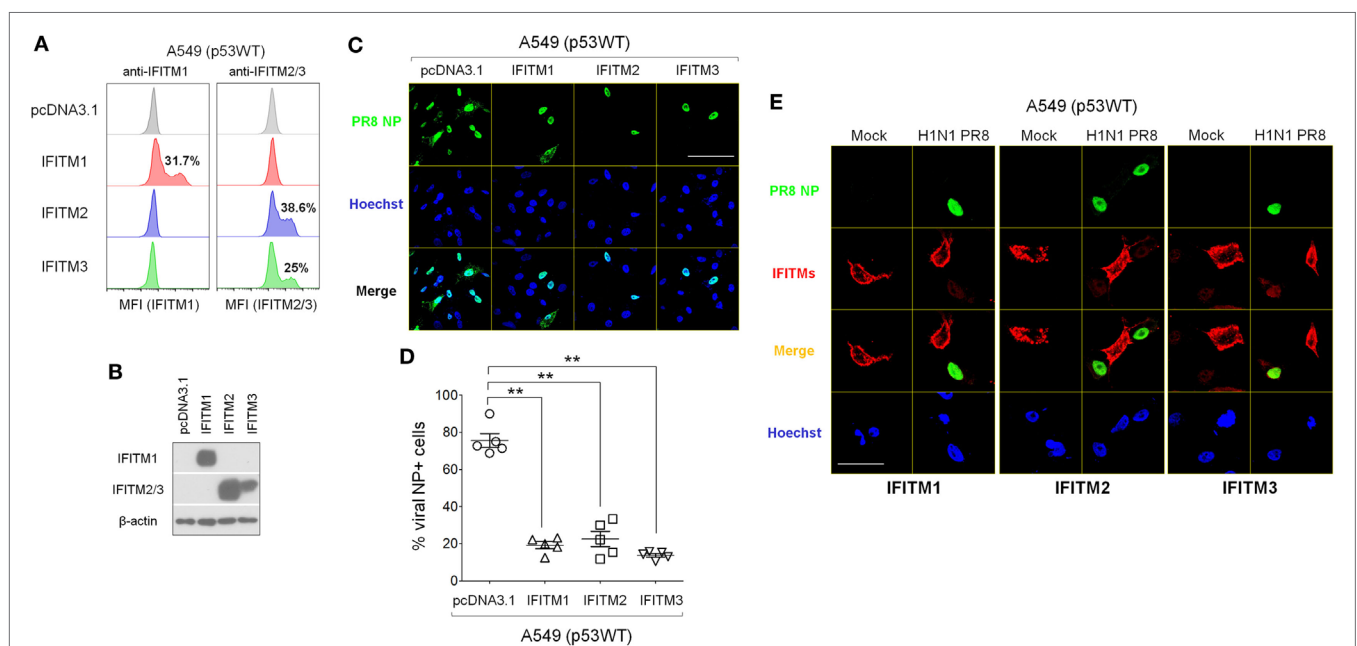 A
A549 (p53WT)
anti-IFITM1 anti-IFITM2/3
pcDNA3.1
IFITM1
31.7%
IFITM2
38.6%
IFITM3
25%
MFI (IFITM1) MFI (IFITM2/3)
B
pcDNA3.1
IFITM1
IFITM2
IFITM3
IFITM1
IFITM2/3
β-actin
C
A549 (p53WT)
pcDNA3.1 IFITM1 IFITM2 IFITM3
PR8 NP
Hoechst
Merge
D
**
**
**
% viral NP+ cells
100
80
60
40
20
0
pcDNA3.1 IFITM1 IFITM2 IFITM3
A549 (p53WT)
E
A549 (p53WT)
Mock H1N1 PR8 Mock H1N1 PR8 Mock H1N1 PR8
PR8 NP
IFITMs
Merge
Hoechst
IFITM1 IFITM2 IFITM3